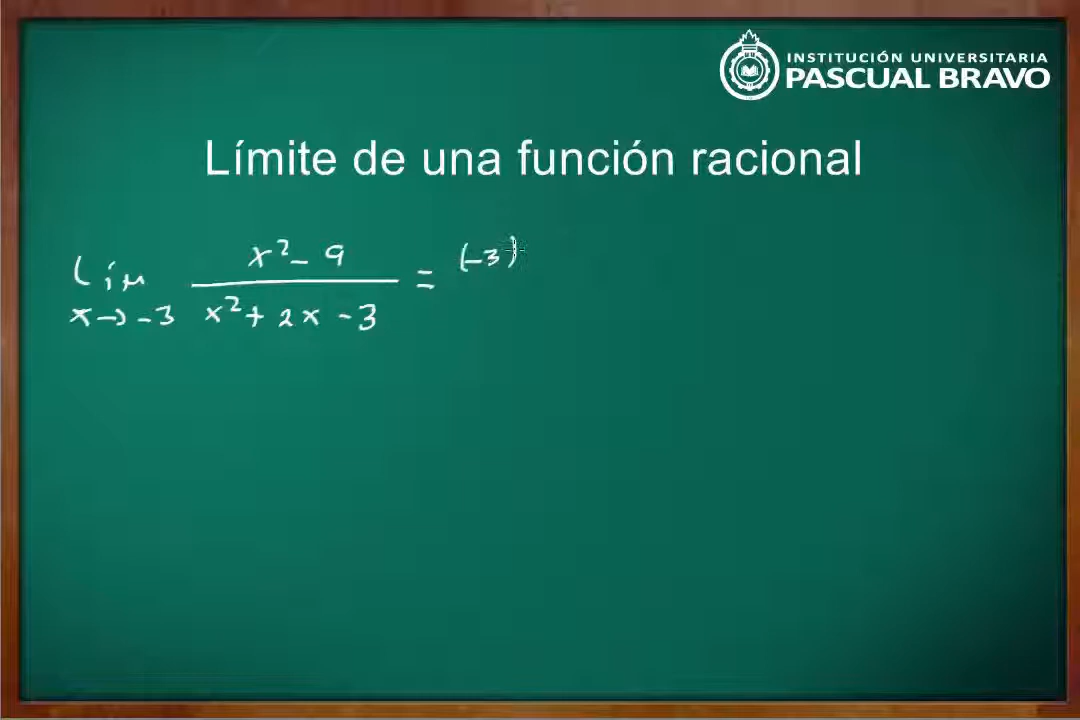 INSTITUCIÓN UNIVERSITARIA
PASCUAL BRAVO
Límite de una función racional
lím x→-3 (x²-9)/(x²+2x-3) = (-3)